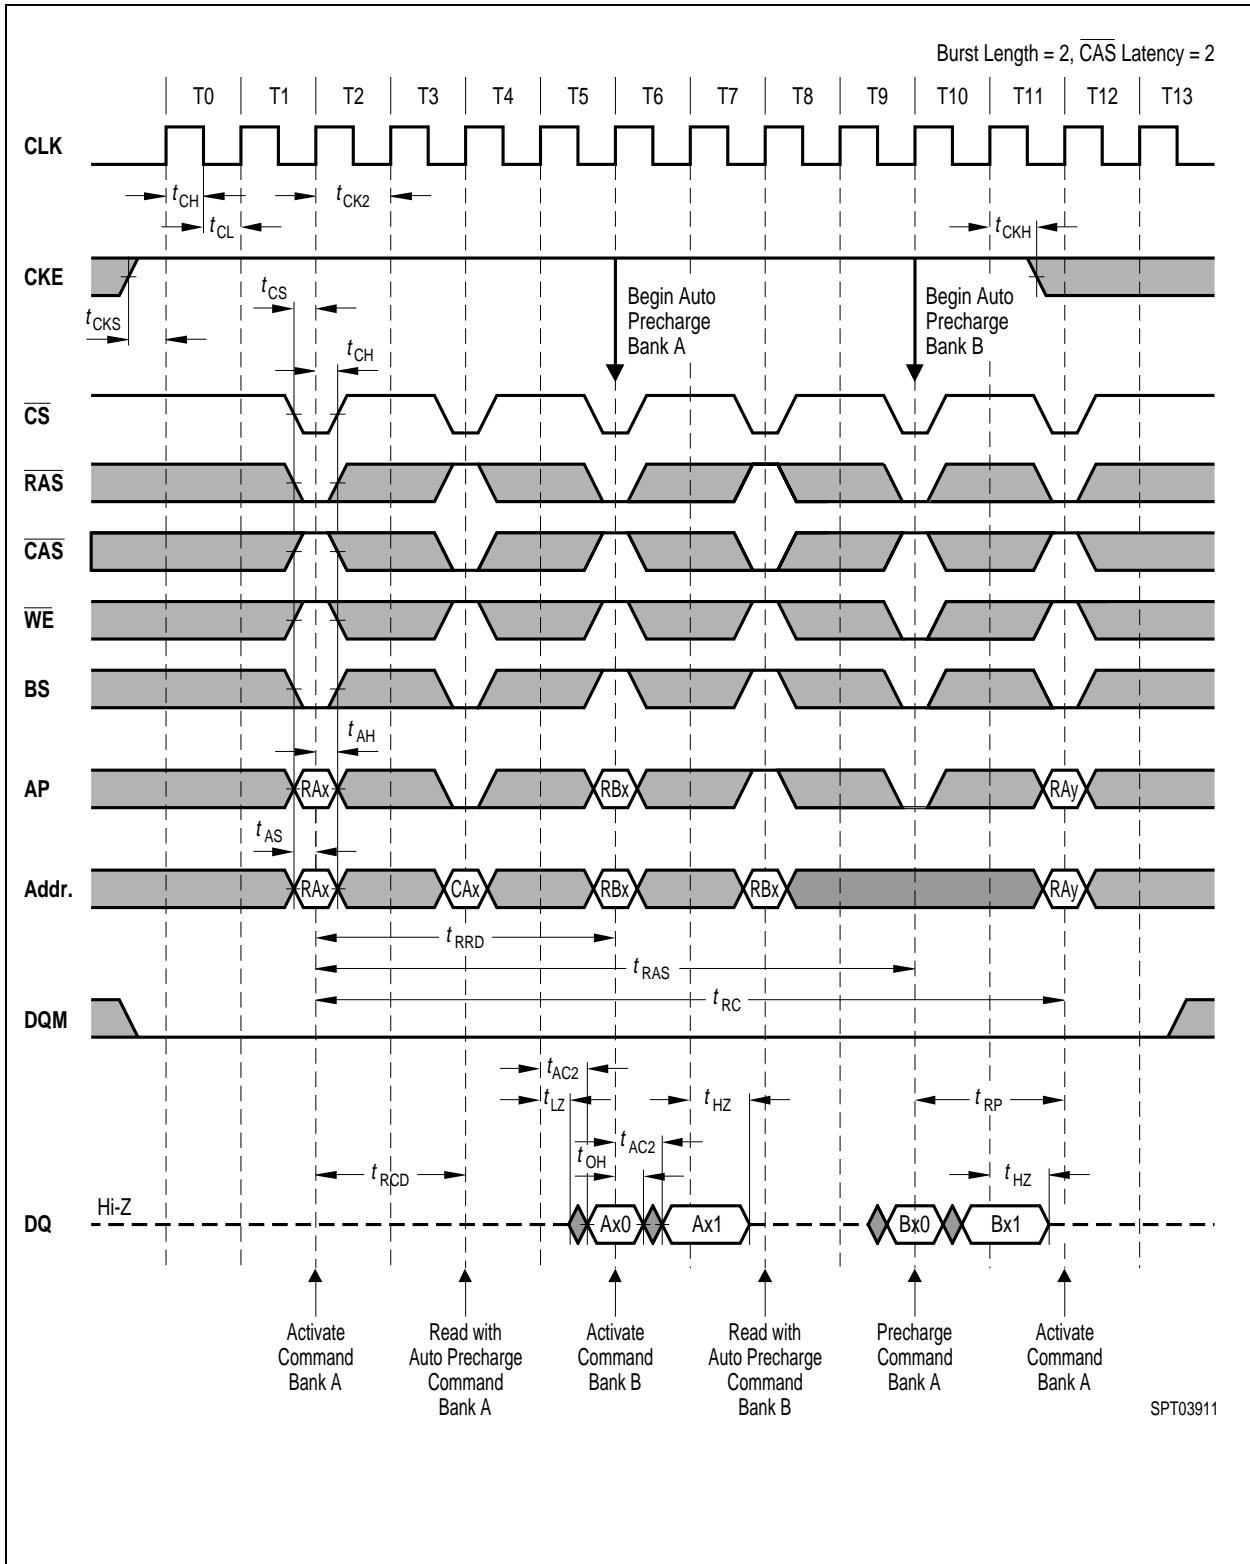 Burst Length = 2, CAS Latency = 2
T0 T1 T2 T3 T4 T5 T6 T7 T8 T9 T10 T11 T12 T13
CLK
tCH tCK2
tCL tCKH
CKE
tCS
tCKS
Begin Auto
Precharge
Bank A
Begin Auto
Precharge
Bank B
tCH
CS
RAS
CAS
WE
BS
tAH
AP RAx RBx RAy
tAS
Addr. RAx CAx RBx RBx RAy
tRRD
tRAS
tRC
DQM
tAC2
tLZ tHZ tRP
tAC2
tOH
tRCD tHZ
Hi-Z
DQ Ax0 Ax1 Bx0 Bx1
Activate
Command
Bank A
Read with
Auto Precharge
Command
Bank A
Activate
Command
Bank B
Read with
Auto Precharge
Command
Bank B
Precharge
Command
Bank A
Activate
Command
Bank A
SPT03911